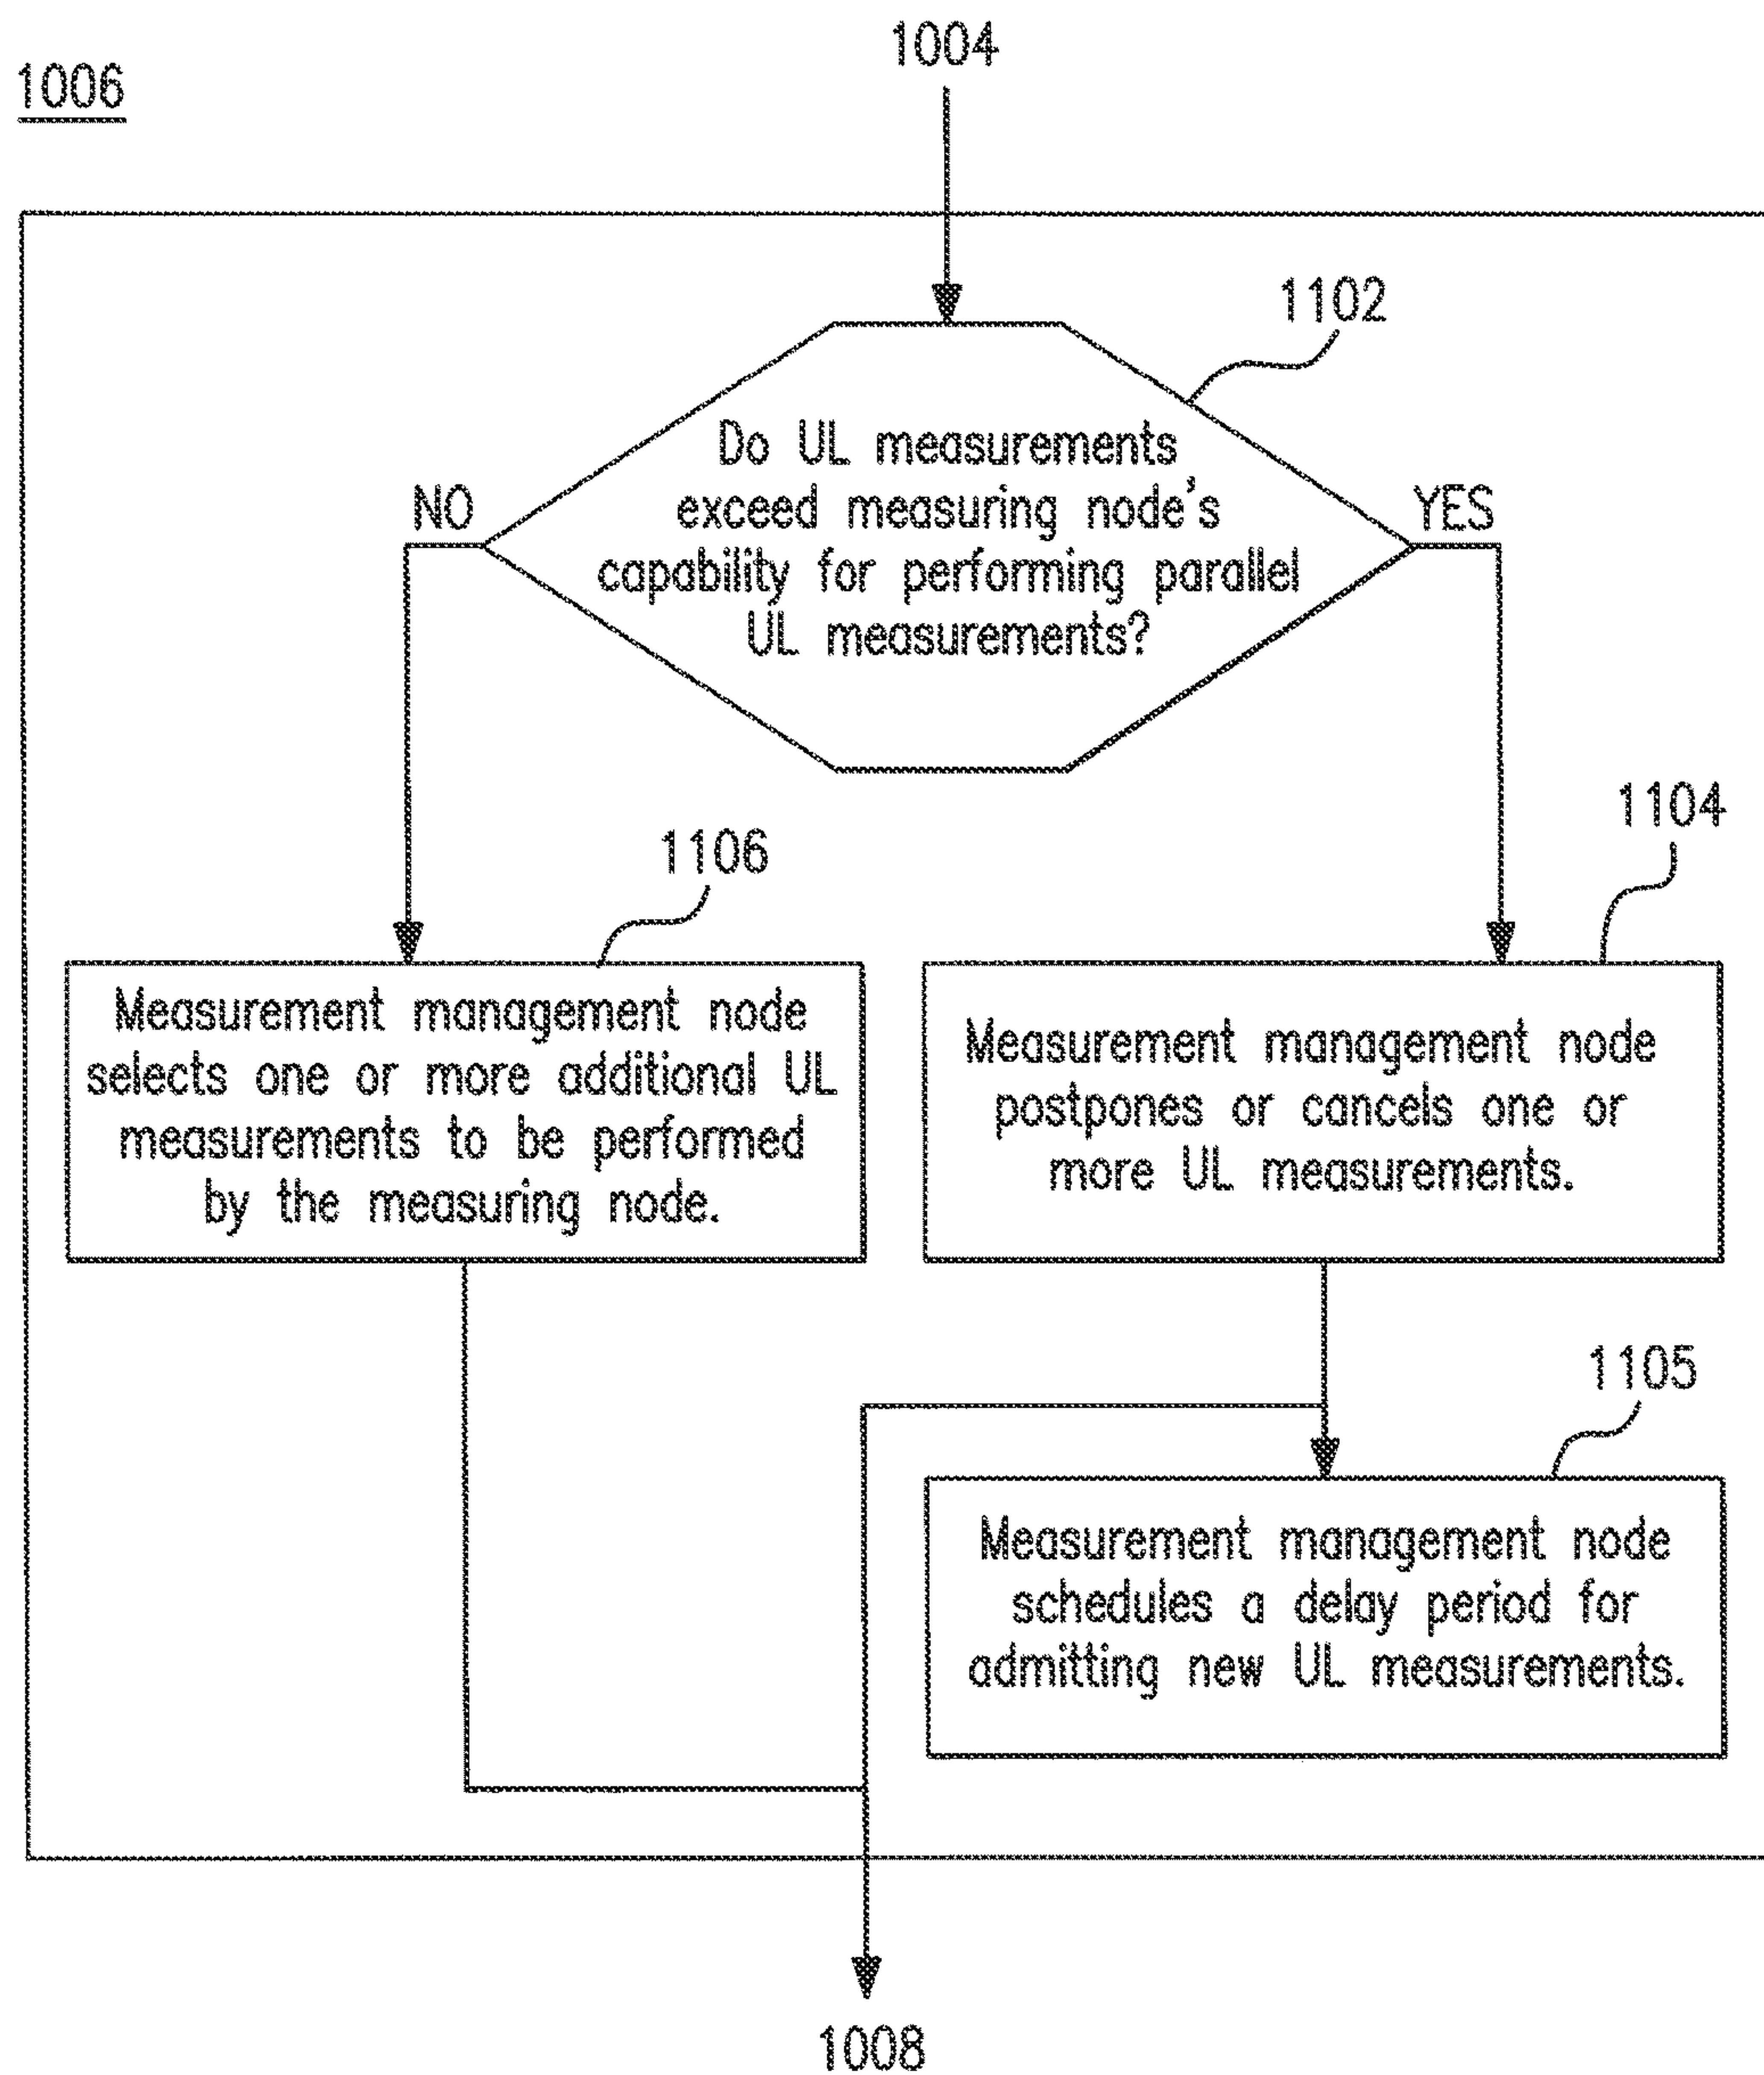 1004
1006
1102
Do UL measurements
exceed measuring node's
capability for performing parallel
UL measurements?
NO
YES
1104
1106
Measurement management node
selects one or more additional UL
measurements to be performed
by the measuring node.
Measurement management node
postpones or cancels one or
more UL measurements.
1105
Measurement management node
schedules a delay period for
admitting new UL measurements.
1008